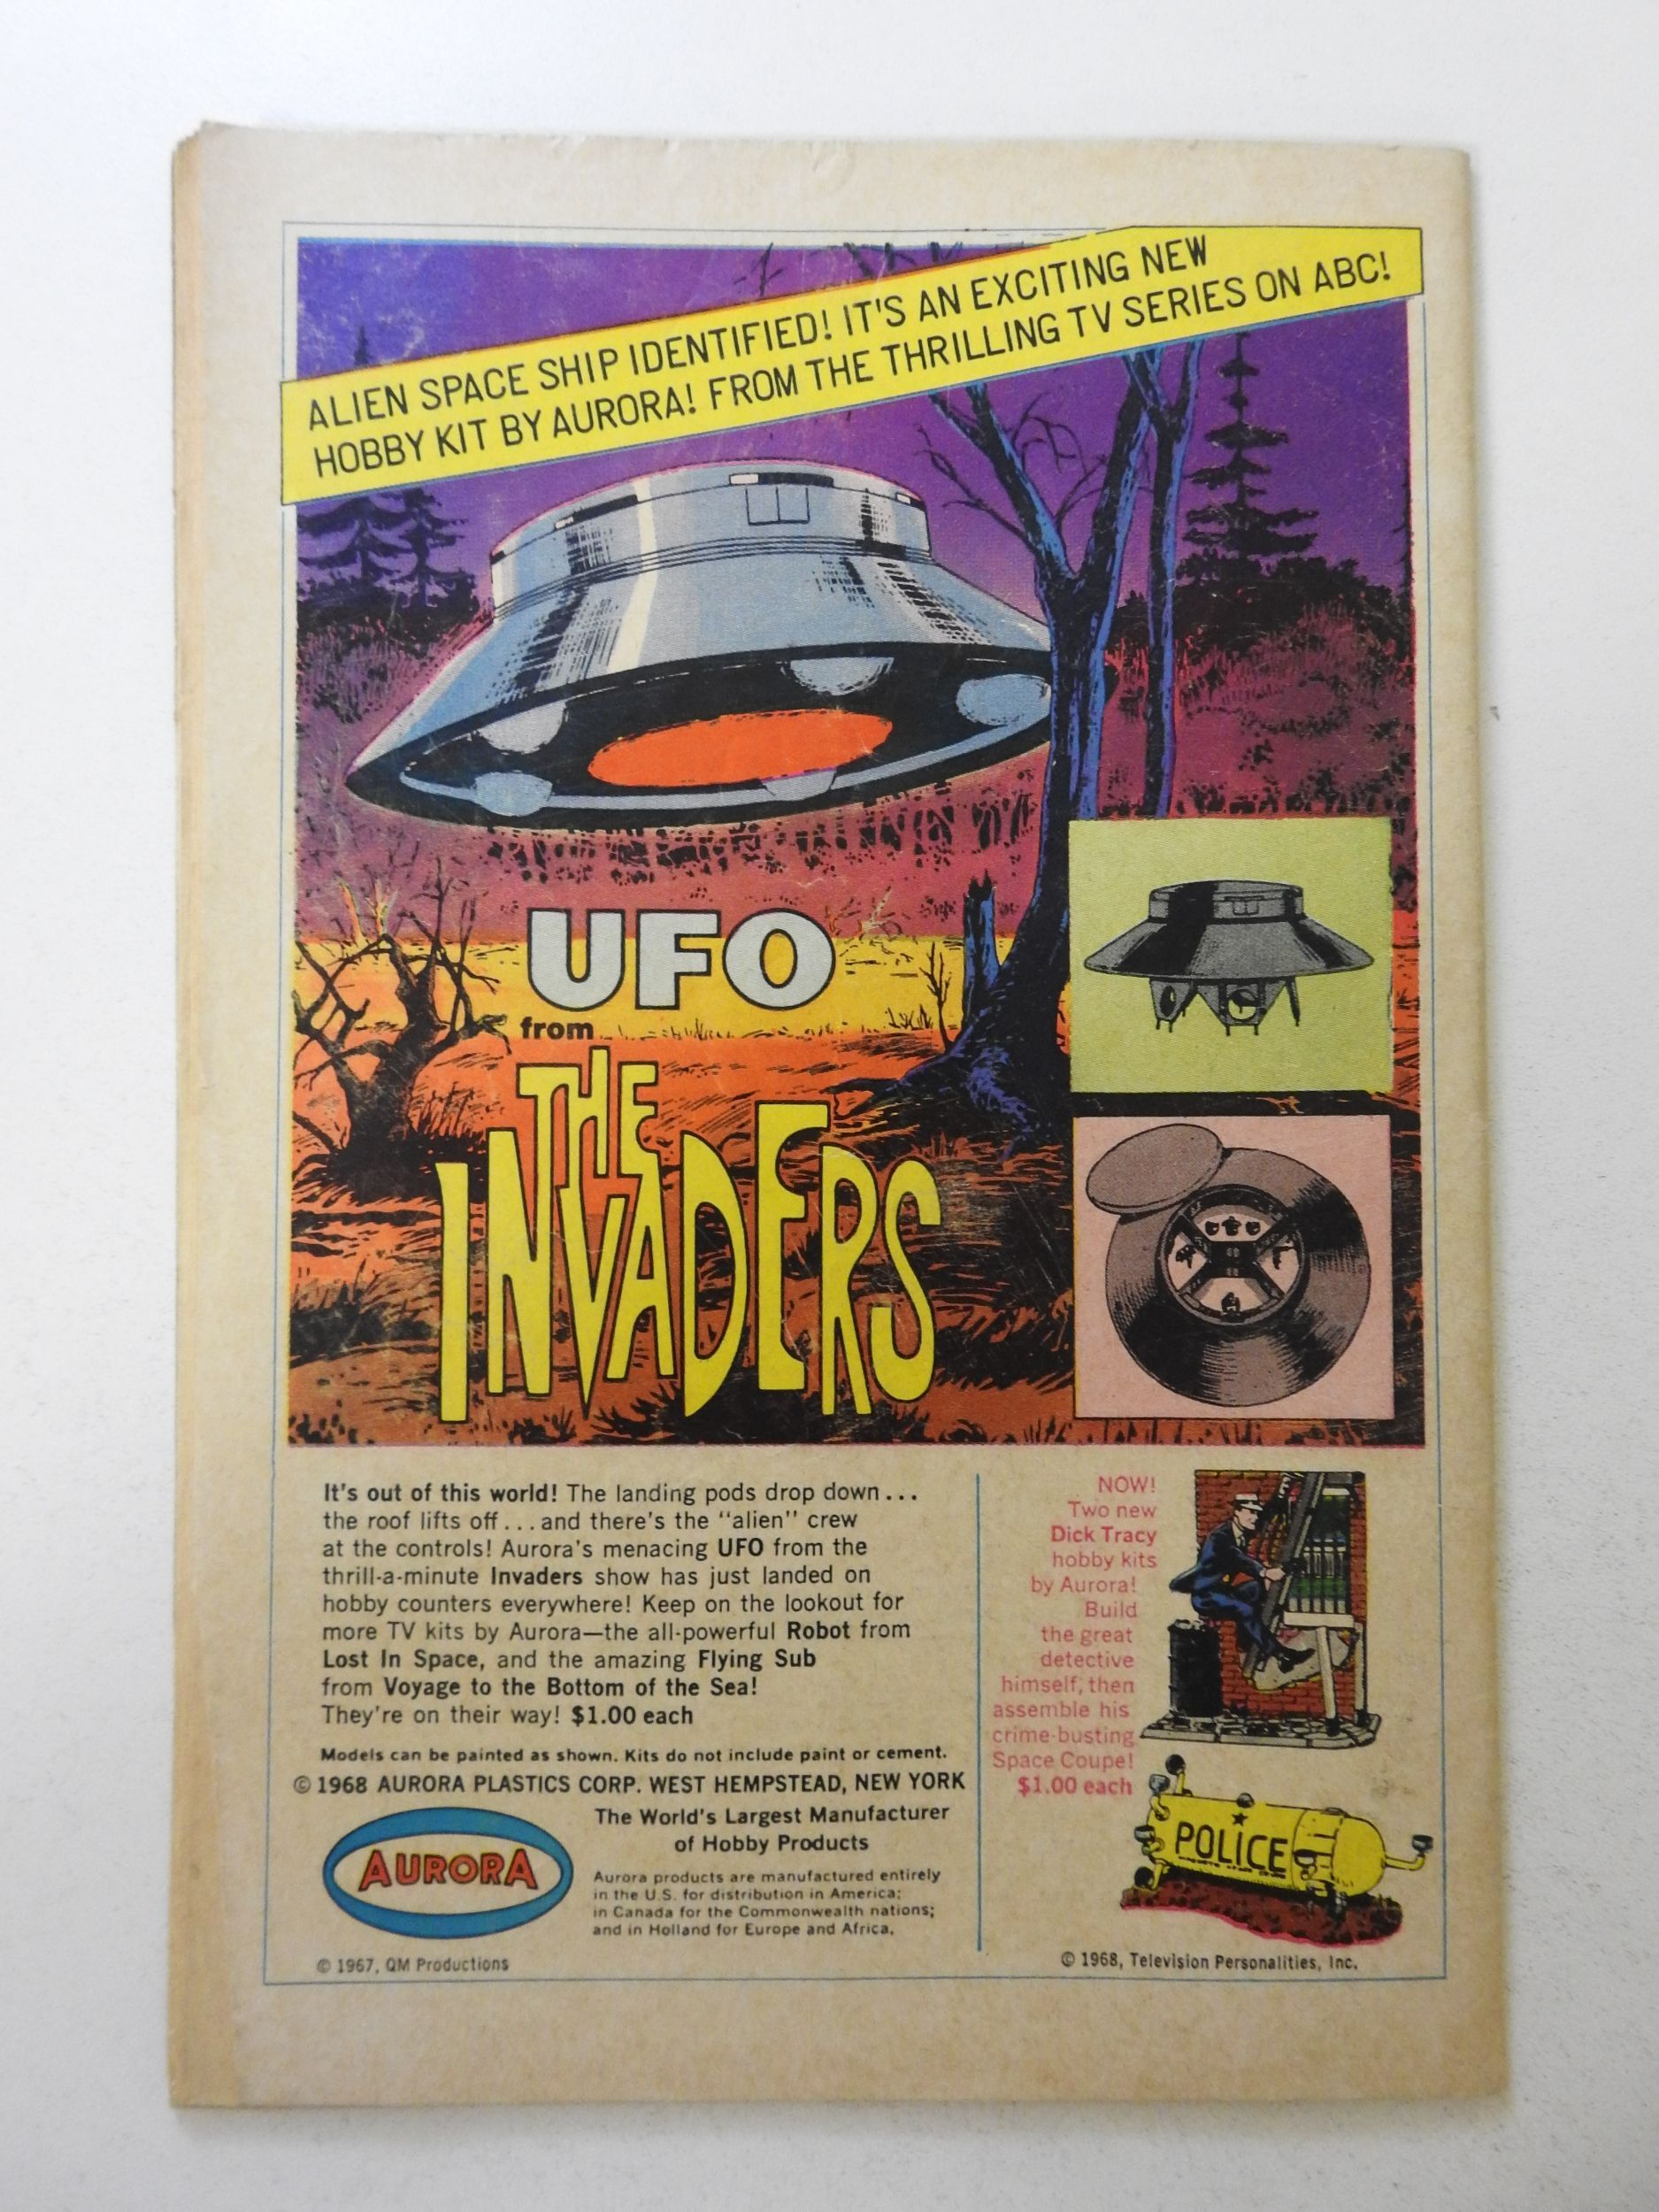 ALIEN SPACE SHIP IDENTIFIED! IT'S AN EXCITING NEW
HOBBY KIT BY AURORA! FROM THE THRILLING TV SERIES ON ABC!
UFO
from
THE
INVADERS
It's out of this world! The landing pods drop down...
the roof lifts off...and there's the "alien" crew
at the controls! Aurora's menacing UFO from the
thrill-a-minute Invaders show has just landed on
hobby counters everywhere! Keep on the lookout for
more TV kits by Aurora—the all-powerful Robot from
Lost In Space, and the amazing Flying Sub
from Voyage to the Bottom of the Sea!
They're on their way! $1.00 each
Models can be painted as shown. Kits do not include paint or cement.
© 1968 AURORA PLASTICS CORP. WEST HEMPSTEAD, NEW YORK
AURORA
The World's Largest Manufacturer
of Hobby Products
Aurora products are manufactured entirely
in the U.S. for distribution in America;
in Canada for the Commonwealth nations;
and in Holland for Europe and Africa.
© 1967, QM Productions
NOW!
Two new
Dick Tracy
hobby kits
by Aurora!
Build
the great
detective
himself, then
assemble his
crime-busting
Space Coupe!
$1.00 each
POLICE
© 1968, Television Personalities, Inc.